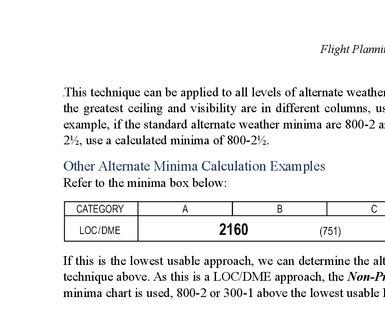 Flight Planni
.This technique can be applied to all levels of alternate weather
the greatest ceiling and visibility are in different columns, us
example, if the standard alternate weather minima are 800-2 a
2½, use a calculated minima of 800-2½.
Other Alternate Minima Calculation Examples
Refer to the minima box below:
CATEGORY A B C
LOC/DME 2160 (751)
If this is the lowest usable approach, we can determine the alt
technique above. As this is a LOC/DME approach, the Non-Pr
minima chart is used, 800-2 or 300-1 above the lowest usable